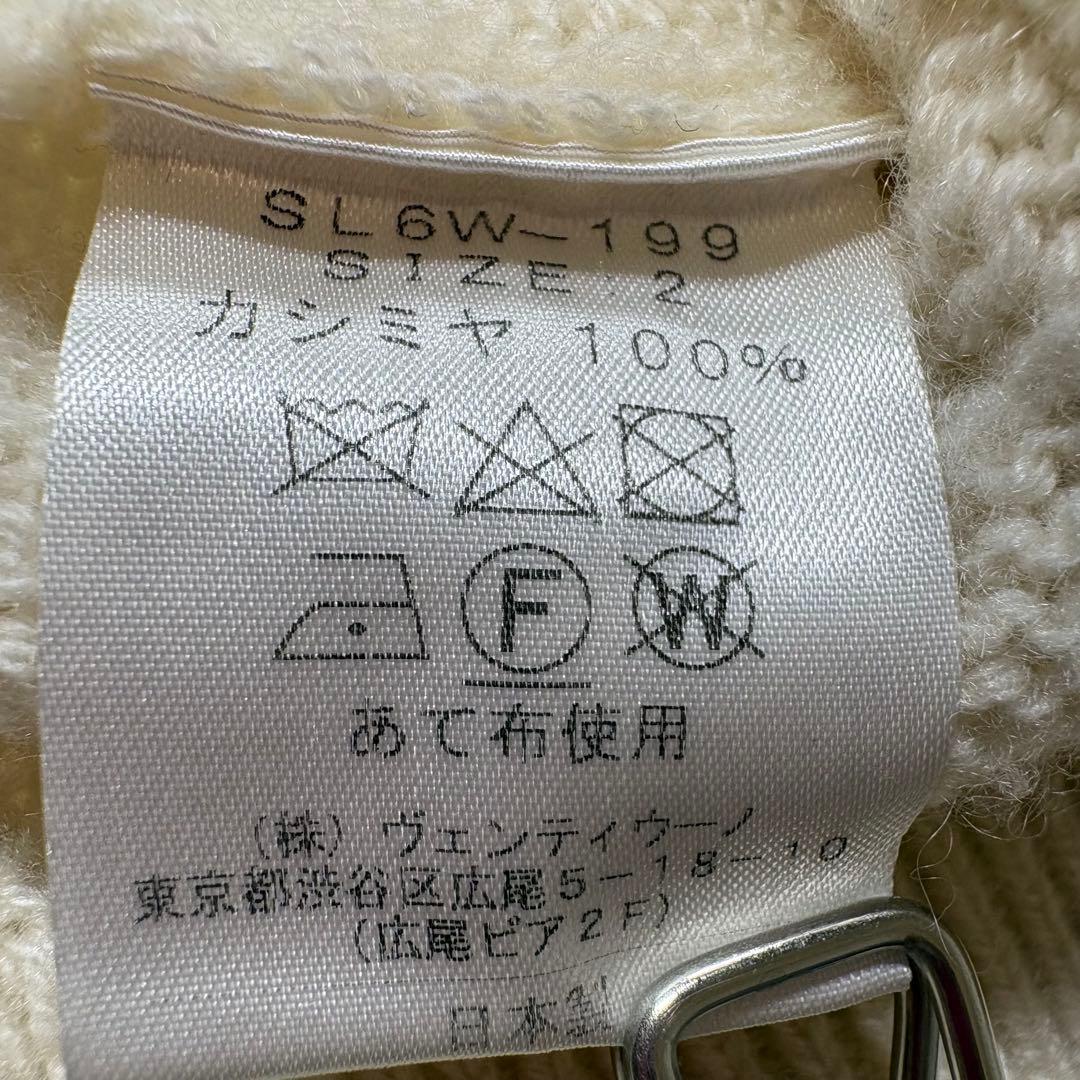 SL6W-199
SIZE:2
カシミヤ 100%
F W
あて布使用
(株) ヴェンティウーノ
東京都渋谷区広尾5-18-10
(広尾ピア2F)
日本製